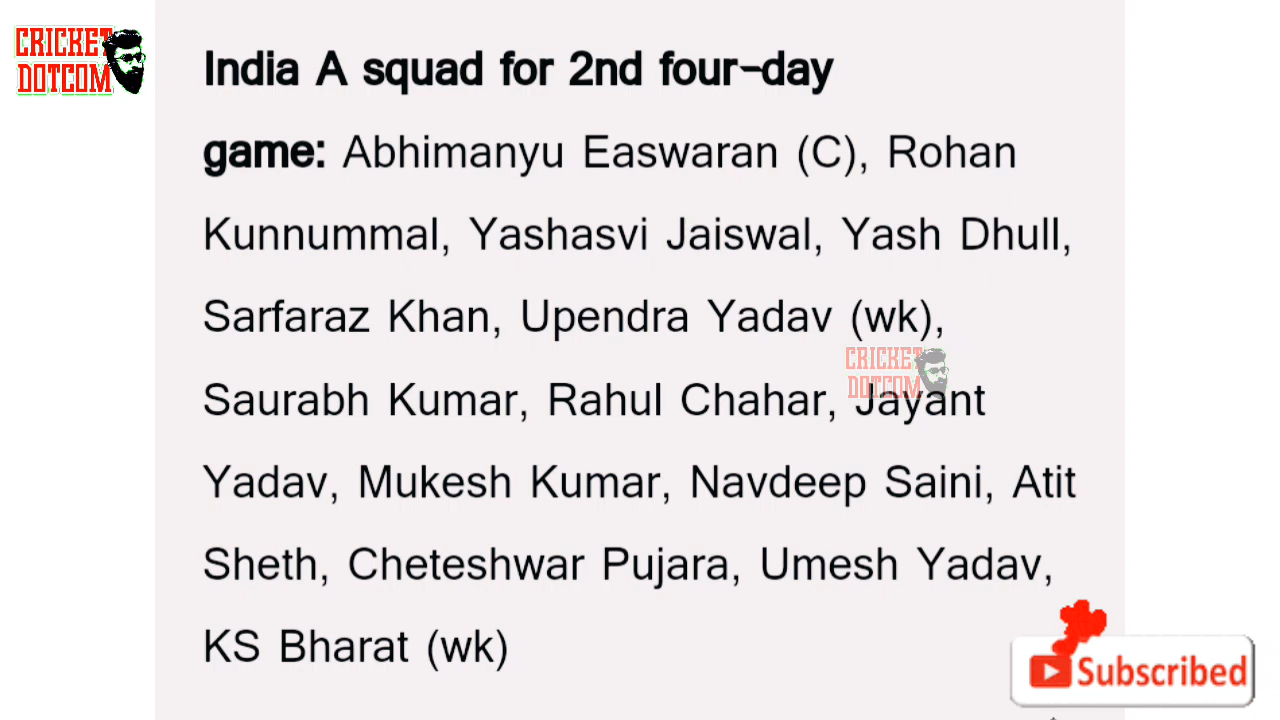 CRICKET
DOTCOM
India A squad for 2nd four-day
game: Abhimanyu Easwaran (C), Rohan
Kunnummal, Yashasvi Jaiswal, Yash Dhull,
Sarfaraz Khan, Upendra Yadav (wk),
CRICKET
DOTCOM
Saurabh Kumar, Rahul Chahar, Jayant
Yadav, Mukesh Kumar, Navdeep Saini, Atit
Sheth, Cheteshwar Pujara, Umesh Yadav,
KS Bharat (wk)
Subscribed